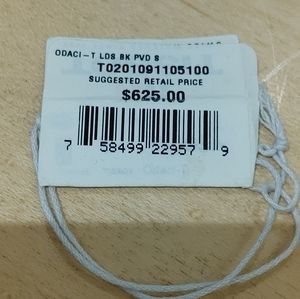 ODACI-T LDS BK PVD S
T0201091105100
SUGGESTED RETAIL PRICE
$625.00
7 58499 22957 9